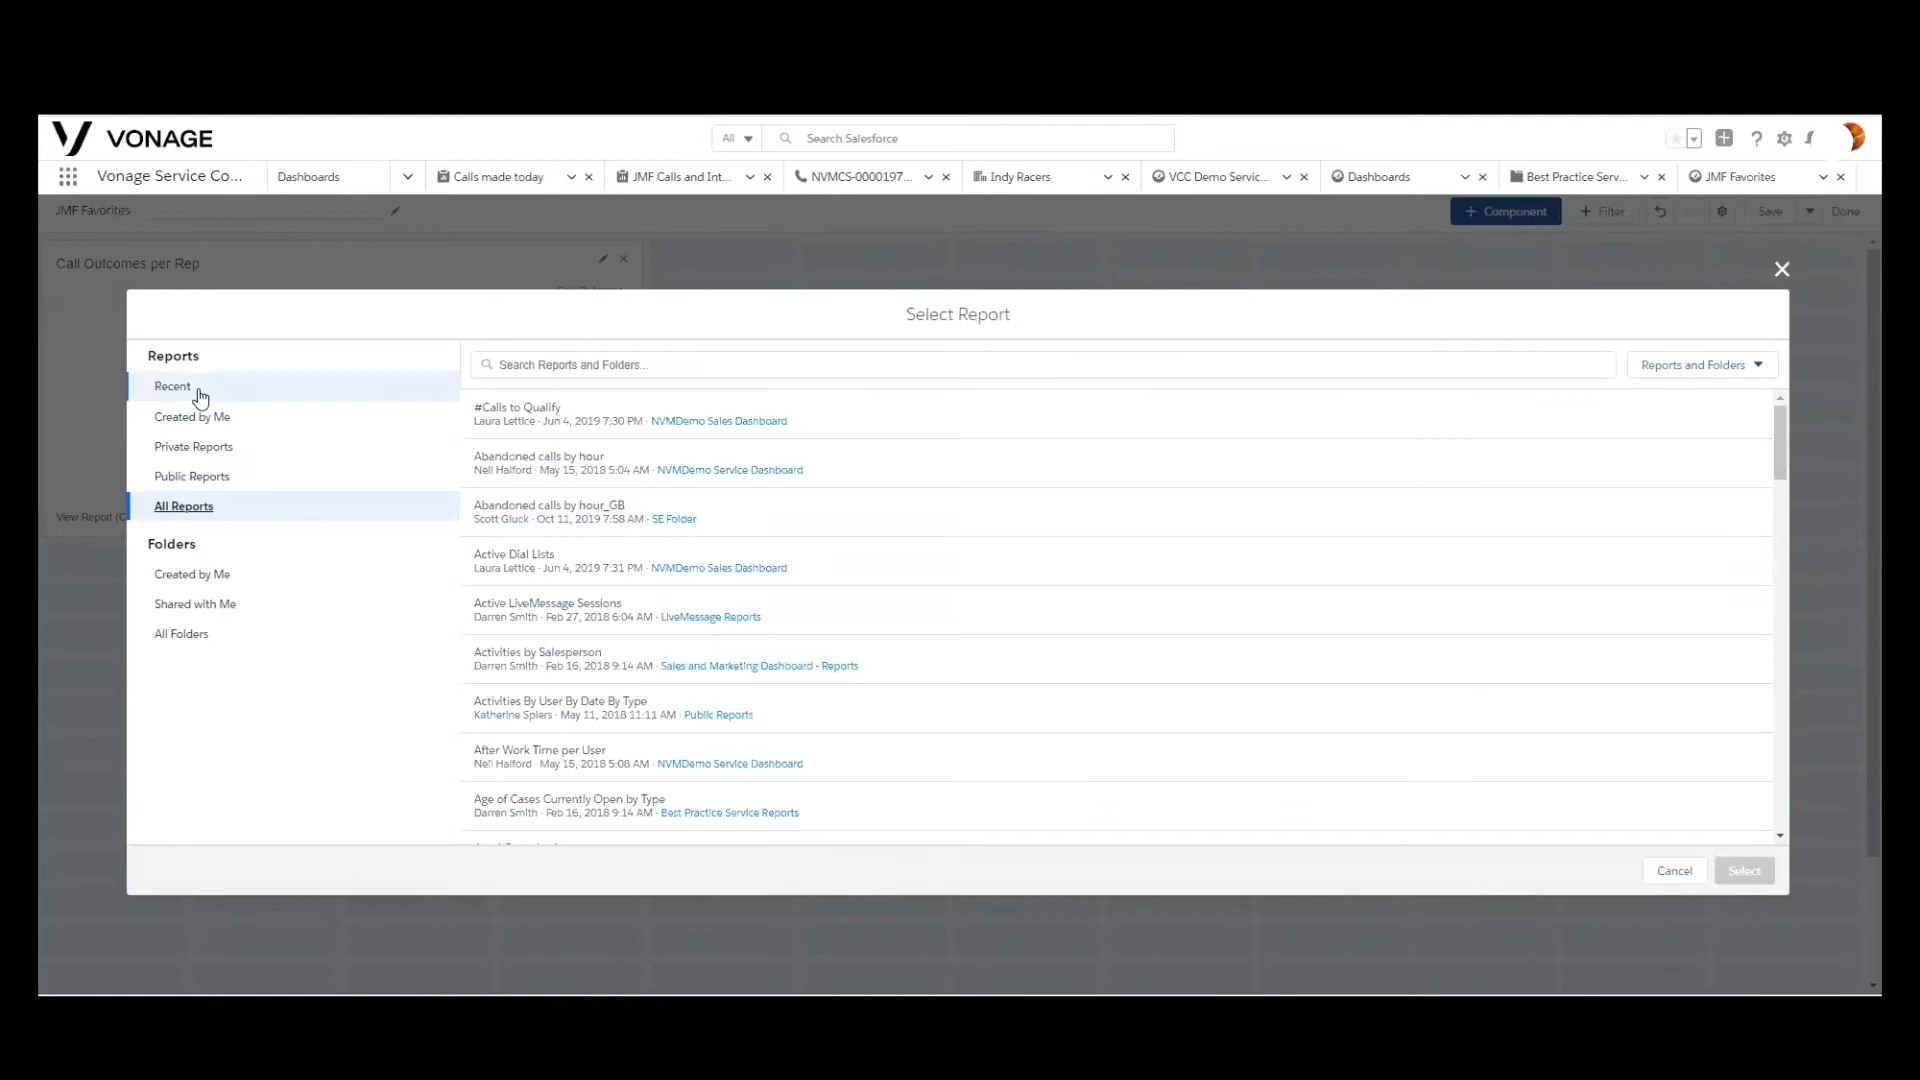 VONAGE
All
Search Salesforce
Vonage Service Co...
Dashboards
Calls made today
JMF Calls and Int...
NVMCS-0000197...
Indy Racers
VCC Demo Servic...
Dashboards
Best Practice Serv...
JMF Favorites
JMF Favorites
+ Component
+ Filter
Save
Done
Call Outcomes per Rep
Select Report
Reports
Recent
Created by Me
Private Reports
Public Reports
All Reports
Folders
Created by Me
Shared with Me
All Folders
View Report (C
Search Reports and Folders...
Reports and Folders
#Calls to Qualify
Laura Lettice - Jun 4, 2019 7:30 PM - NVMDemo Sales Dashboard
Abandoned calls by hour
Neil Halford - May 15, 2018 5:04 AM - NVMDemo Service Dashboard
Abandoned calls by hour_GB
Scott Gluck - Oct 11, 2019 7:58 AM - SE Folder
Active Dial Lists
Laura Lettice - Jun 4, 2019 7:31 PM - NVMDemo Sales Dashboard
Active LiveMessage Sessions
Darren Smith - Feb 27, 2018 6:04 AM - LiveMessage Reports
Activities by Salesperson
Darren Smith - Feb 16, 2018 9:14 AM - Sales and Marketing Dashboard - Reports
Activities By User By Date By Type
Katherine Spiers - May 11, 2018 11:11 AM - Public Reports
After Work Time per User
Neil Halford - May 15, 2018 5:08 AM - NVMDemo Service Dashboard
Age of Cases Currently Open by Type
Darren Smith - Feb 16, 2018 9:14 AM - Best Practice Service Reports
Cancel
Select